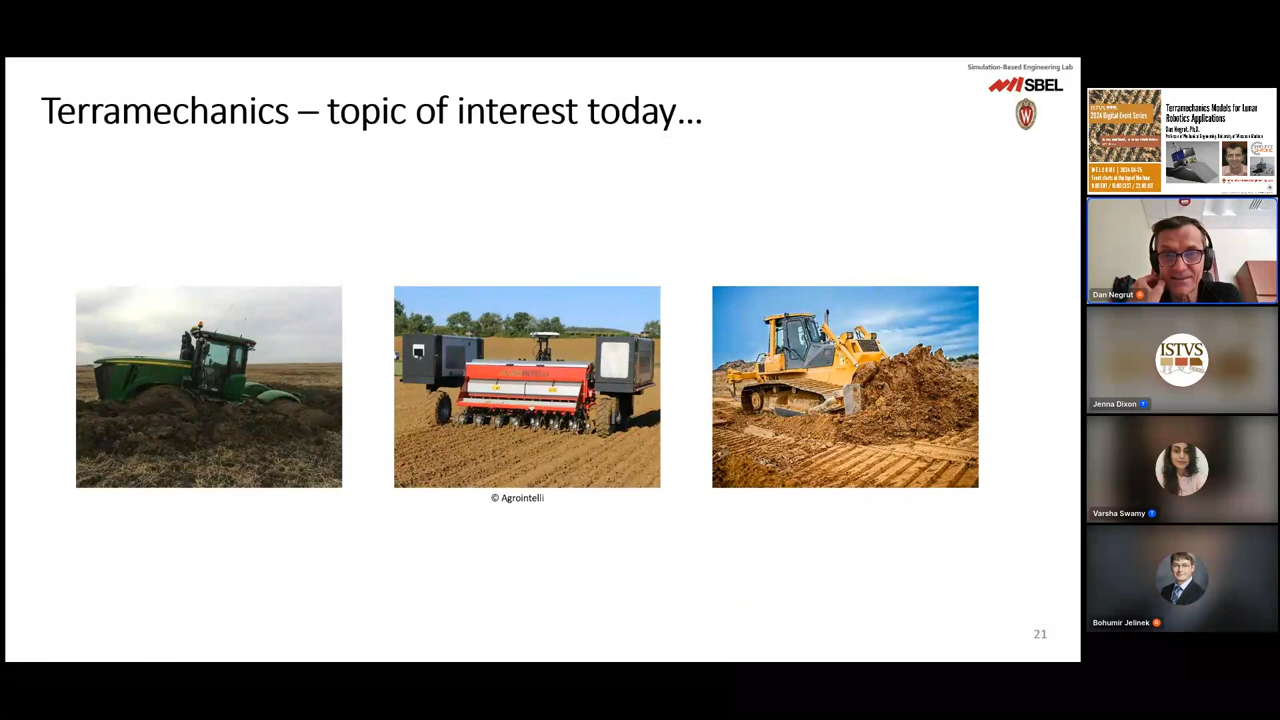 Simulation-Based Engineering Lab
SBEL
W
Terramechanics – topic of interest today...
© Agrointelli
21
2024 Digital Event Series
Terramechanics Models for Lunar
Robotics Applications
Dan Negrut, Ph.D.
Dan Negrut
ISTVS
Jenna Dixon
Varsha Swamy
Bohumir Jelinek